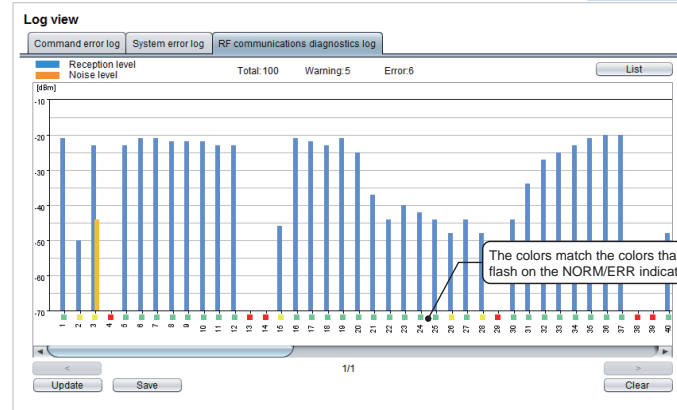 Log view
Command error log System error log RF communications diagnostics log
Reception level
Noise level
Total:100 Warning:5 Error:6
List
[dBm]
-10
-20
-30
-40
-50
-60
-70
The colors match the colors tha
flash on the NORM/ERR indicat
1 2 3 4 5 6 7 8 9 10 11 12 13 14 15 16 17 18 19 20 21 22 23 24 25 26 27 28 29 30 31 32 33 34 35 36 37 38 39 40
< 1/1 >
Update Save Clear